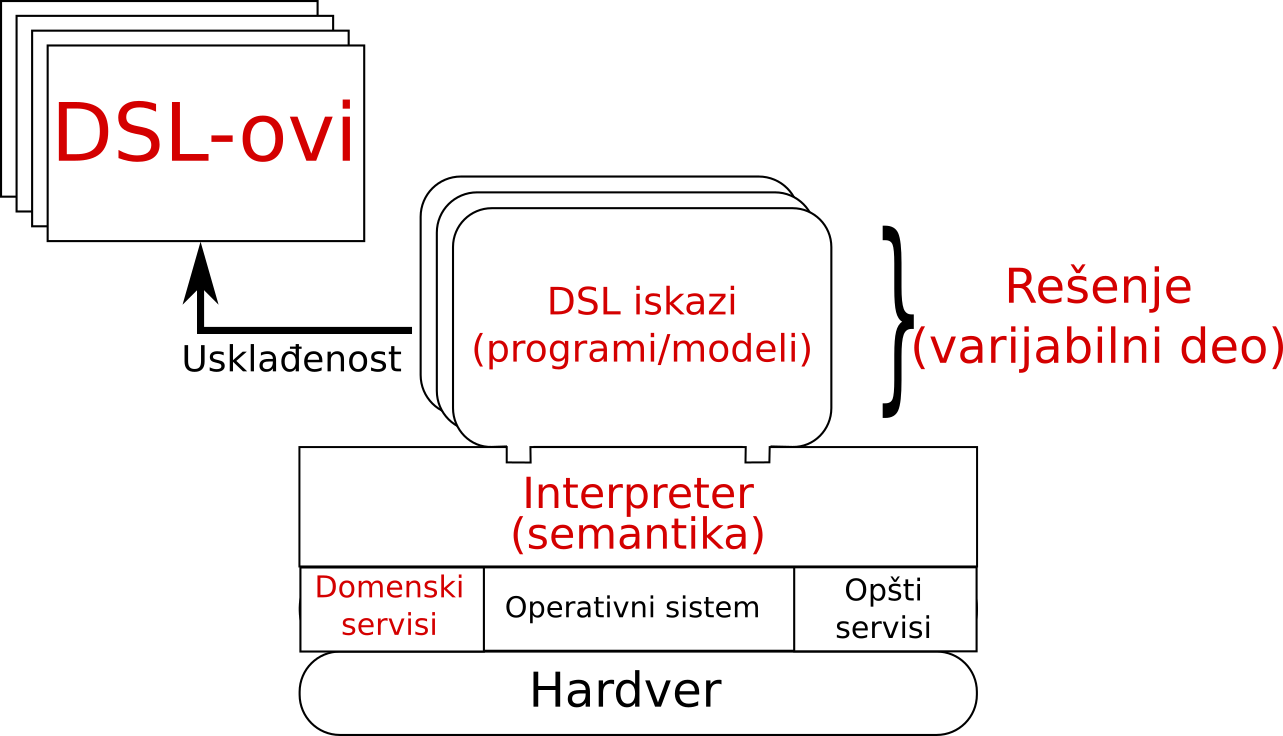 DSL-ovi
Usklađenost
DSL iskazi
(programi/modeli)
Rešenje
(varijabilni deo)
Interpreter
(semantika)
Domenski
servisi
Operativni sistem
Opšti
servisi
Hardver